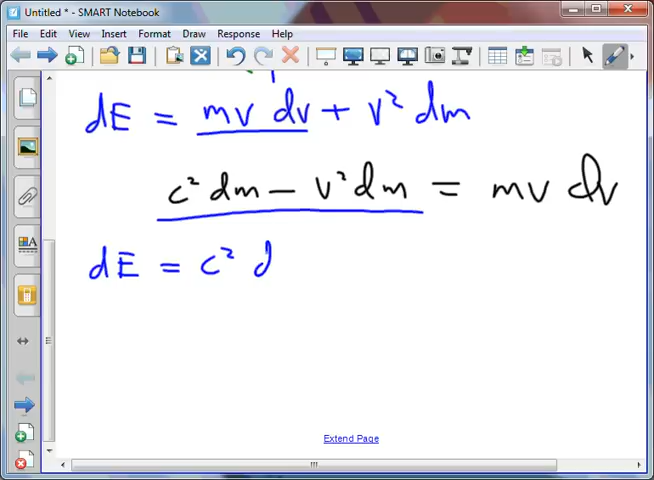 Untitled * - SMART Notebook
File Edit View Insert Format Draw Response Help
dE = mv dv + v² dm
c² dm − v² dm = mv dv
dE = c² d
Extend Page